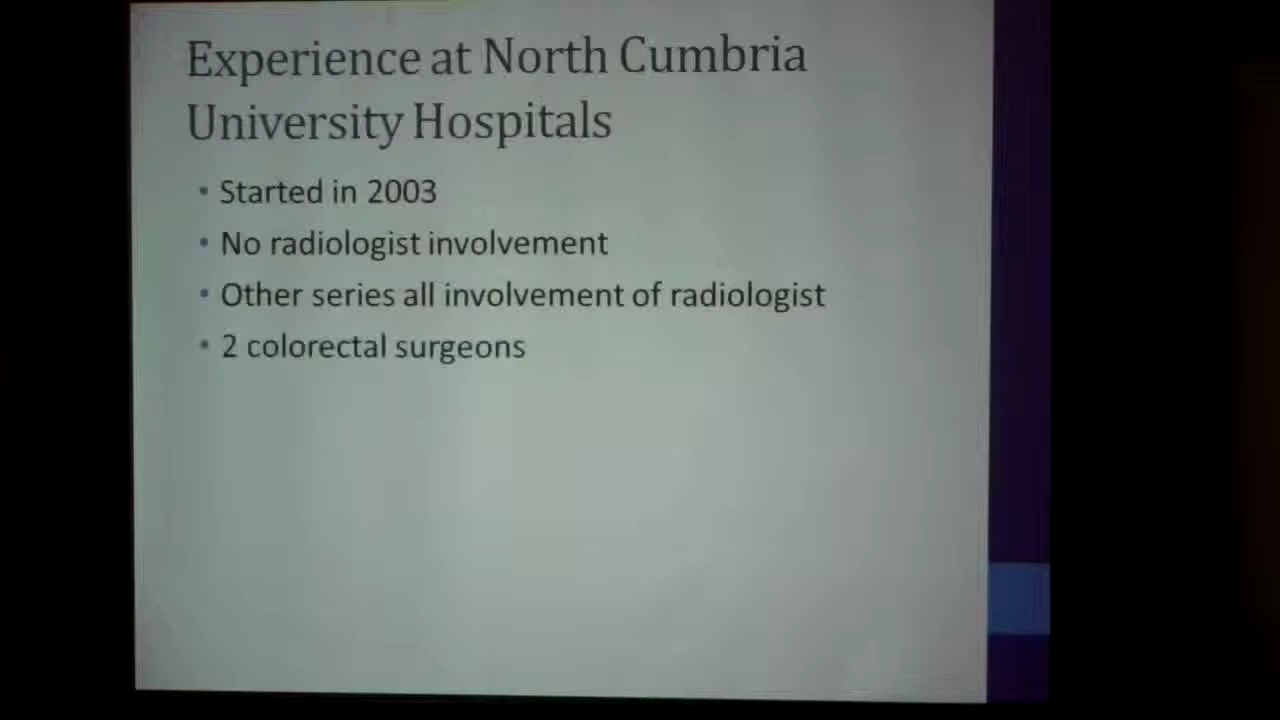 Experience at North Cumbria
University Hospitals
• Started in 2003
• No radiologist involvement
• Other series all involvement of radiologist
• 2 colorectal surgeons